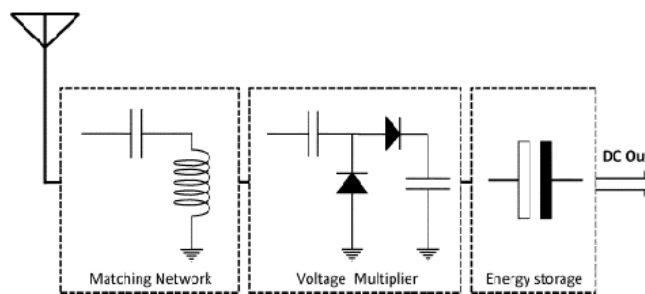 DC Ou
Matching Network
Voltage Multiplier
Energy storage